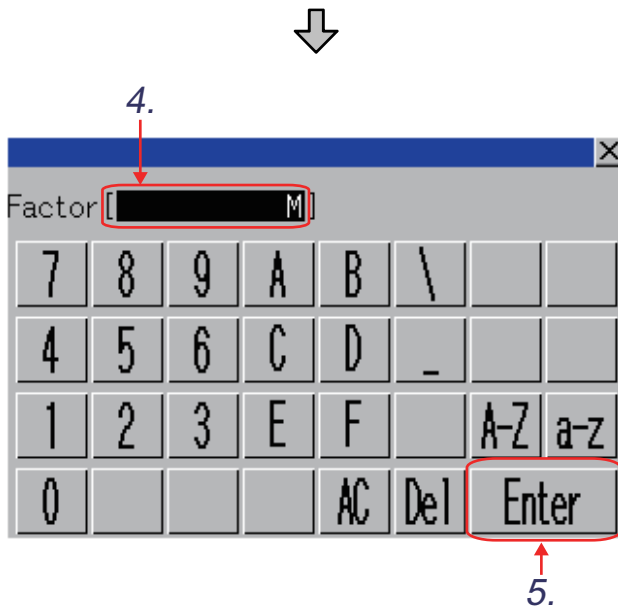 4.
×
Factor[ M]
7 8 9 A B \
4 5 6 C D _
1 2 3 E F A-Z a-z
0 AC Del Enter
5.